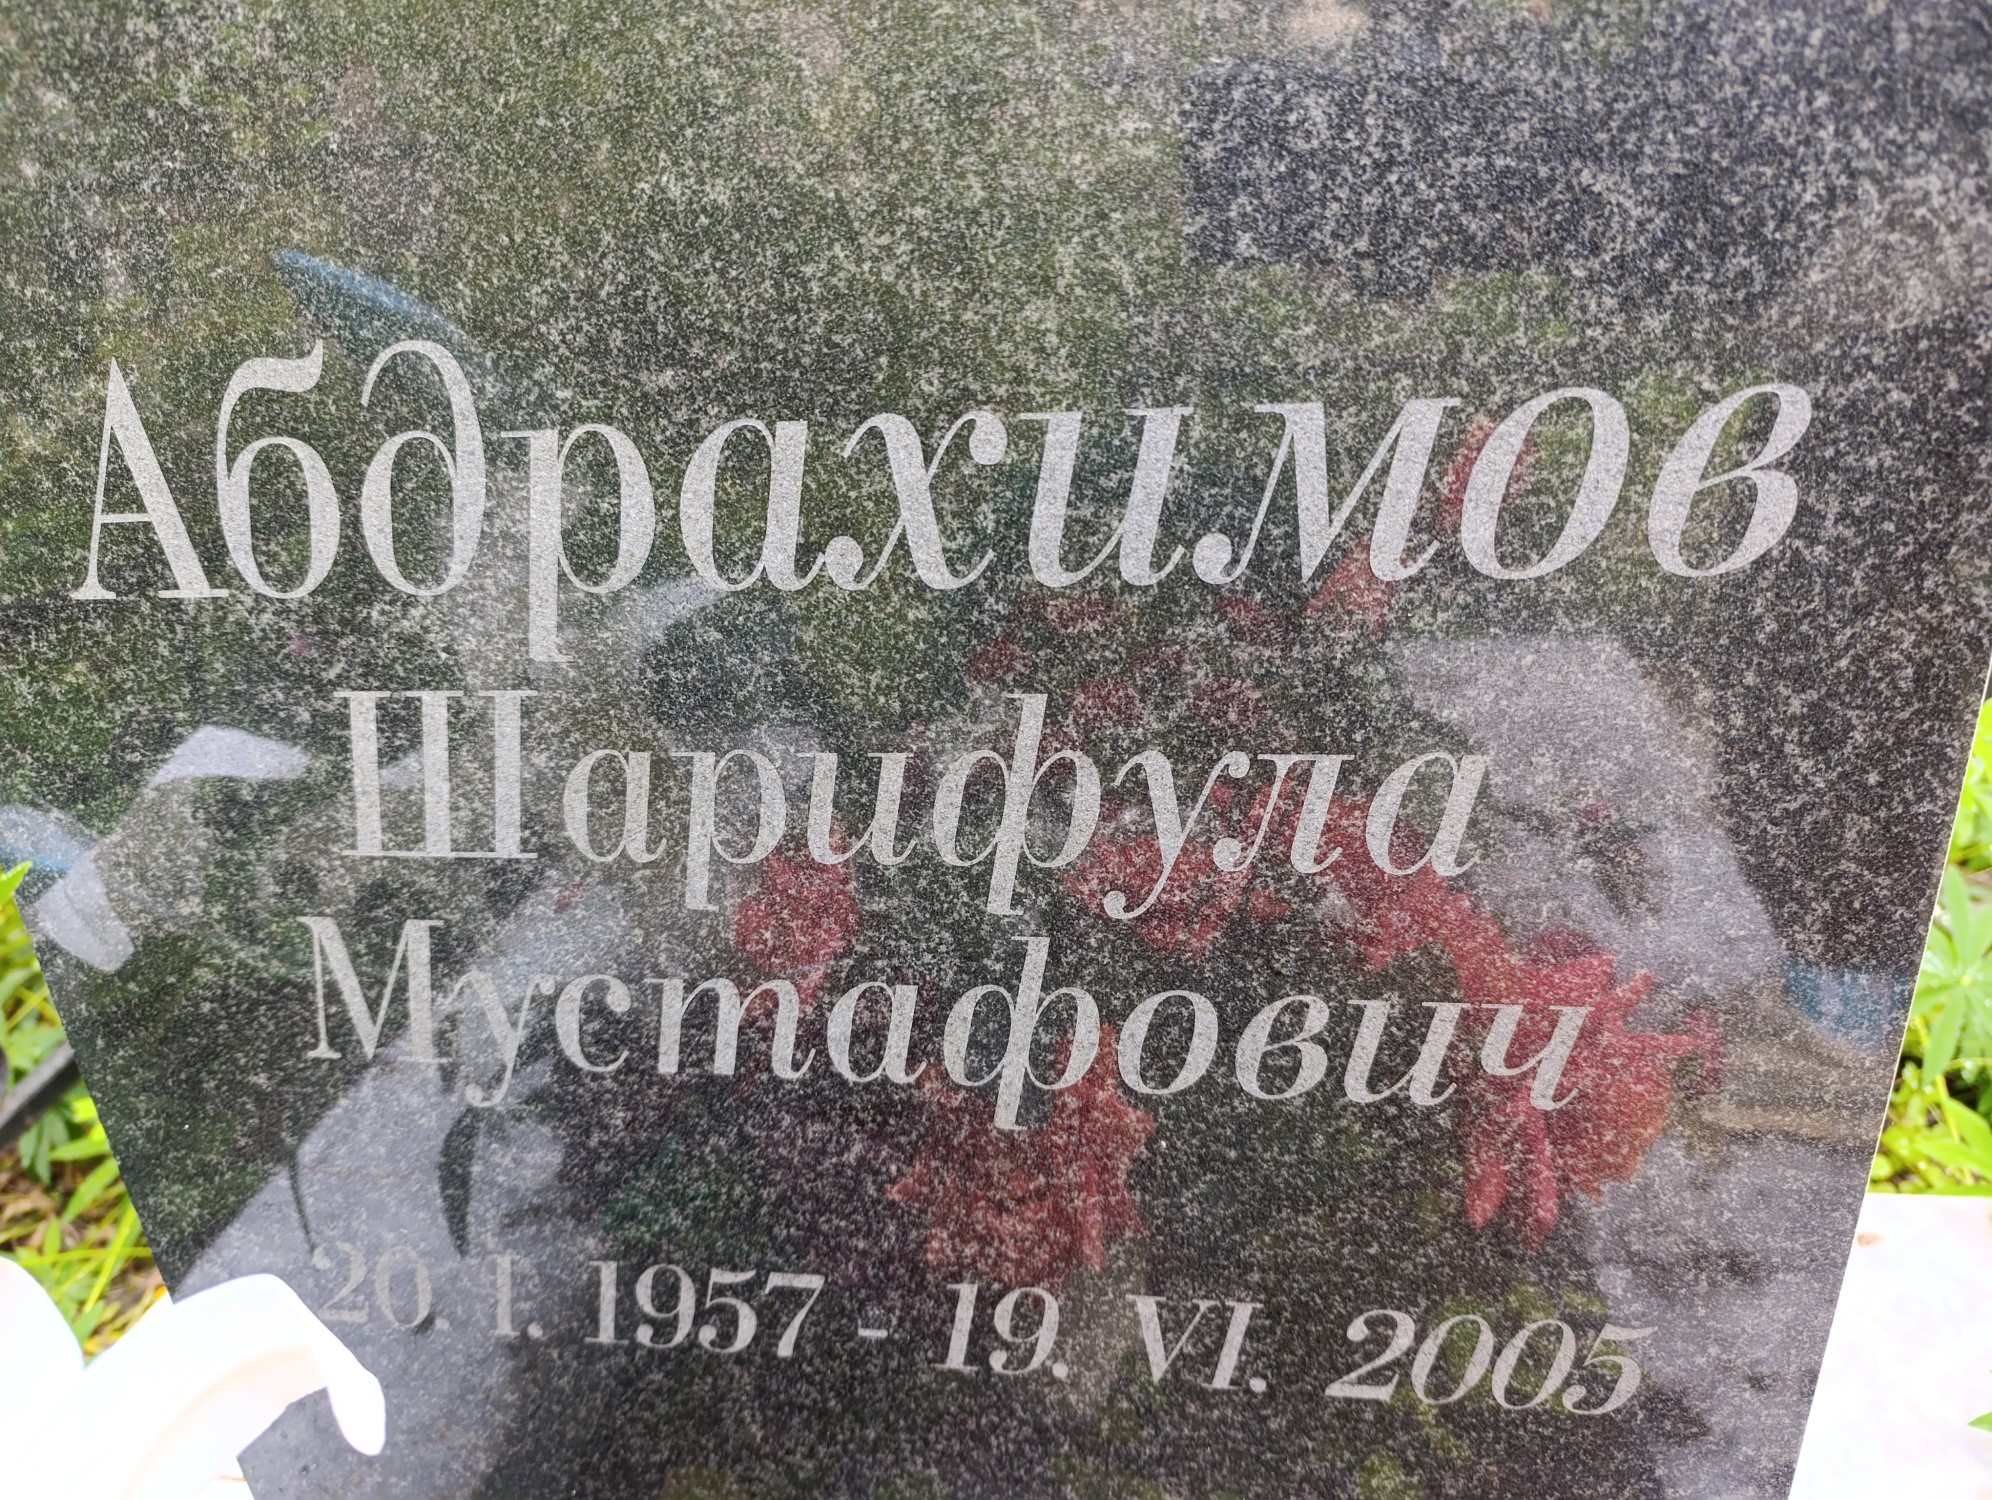 Абдрахимов
Шарифула
Мустафович
20. I. 1957 - 19. VI. 2005